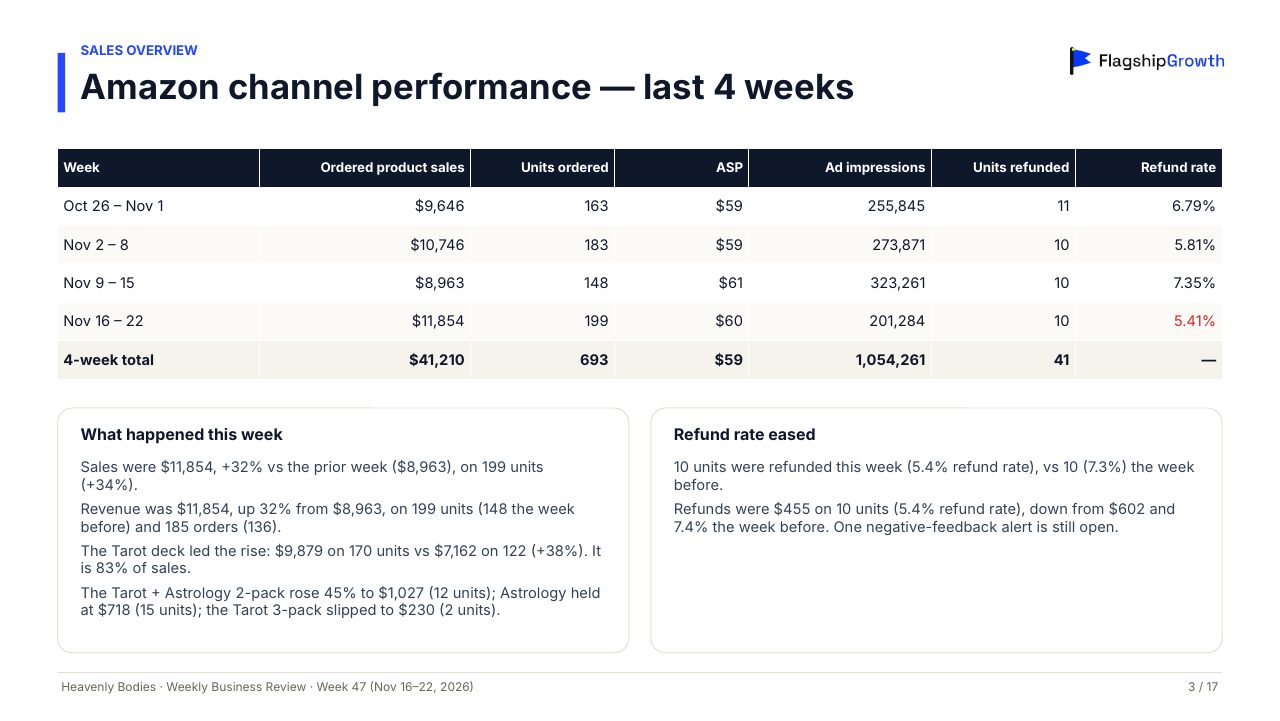 SALES OVERVIEW
Amazon channel performance — last 4 weeks
FlagshipGrowth
Week Ordered product sales Units ordered ASP Ad impressions Units refunded Refund rate
Oct 26 – Nov 1 $9,646 163 $59 255,845 11 6.79%
Nov 2 – 8 $10,746 183 $59 273,871 10 5.81%
Nov 9 – 15 $8,963 148 $61 323,261 10 7.35%
Nov 16 – 22 $11,854 199 $60 201,284 10 5.41%
4-week total $41,210 693 $59 1,054,261 41 —
What happened this week
Sales were $11,854, +32% vs the prior week ($8,963), on 199 units
(+34%).
Revenue was $11,854, up 32% from $8,963, on 199 units (148 the week
before) and 185 orders (136).
The Tarot deck led the rise: $9,879 on 170 units vs $7,162 on 122 (+38%). It
is 83% of sales.
The Tarot + Astrology 2-pack rose 45% to $1,027 (12 units); Astrology held
at $718 (15 units); the Tarot 3-pack slipped to $230 (2 units).
Refund rate eased
10 units were refunded this week (5.4% refund rate), vs 10 (7.3%) the week
before.
Refunds were $455 on 10 units (5.4% refund rate), down from $602 and
7.4% the week before. One negative-feedback alert is still open.
Heavenly Bodies · Weekly Business Review · Week 47 (Nov 16–22, 2026)
3 / 17